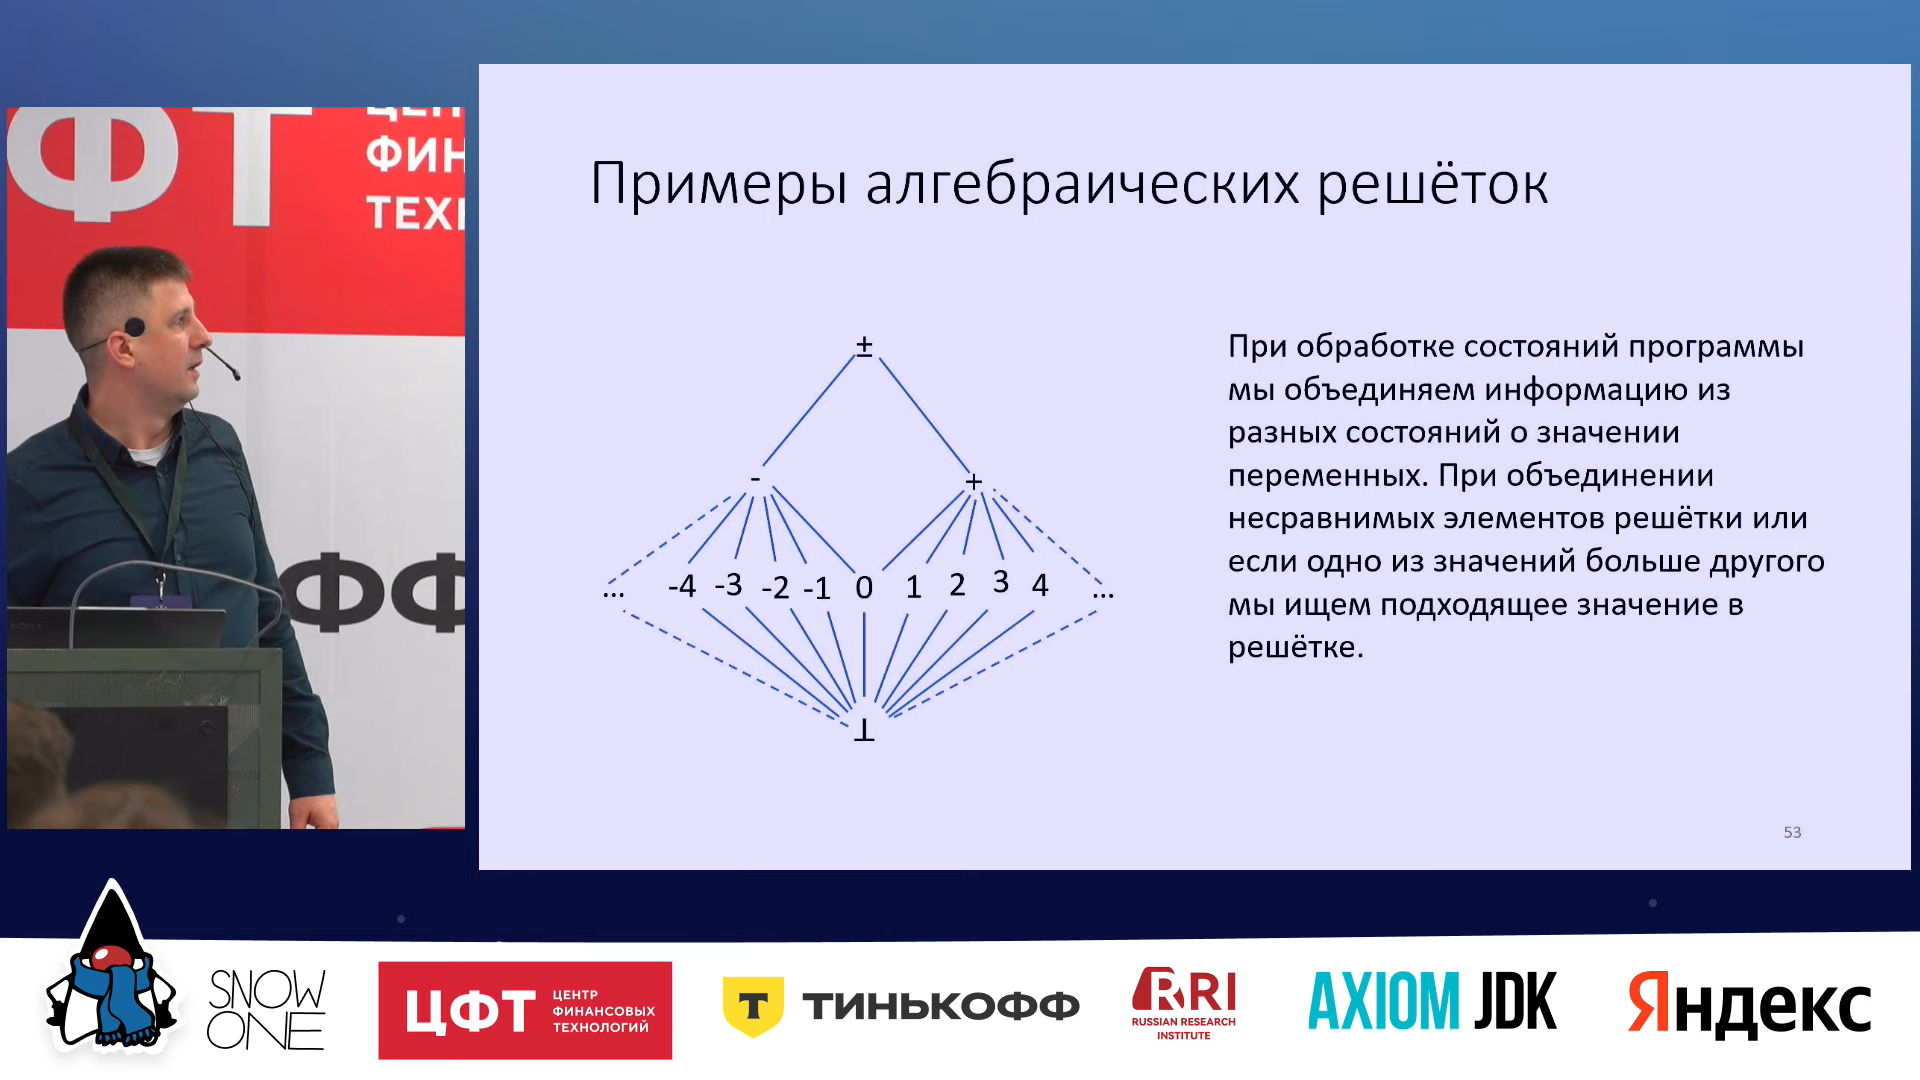 ФТ
ЦЕН
ФИН
ТЕХ
ФФ
Примеры алгебраических решёток
±
- +
... -4 -3 -2 -1 0 1 2 3 4 ...
⊥
При обработке состояний программы
мы объединяем информацию из
разных состояний о значении
переменных. При объединении
несравнимых элементов решётки или
если одно из значений больше другого
мы ищем подходящее значение в
решётке.
53
SNOW
ONE
ЦФТ
ЦЕНТР
ФИНАНСОВЫХ
ТЕХНОЛОГИЙ
Т ТИНЬКОФФ
RRI
RUSSIAN RESEARCH
INSTITUTE
AXIOM JDK
Яндекс